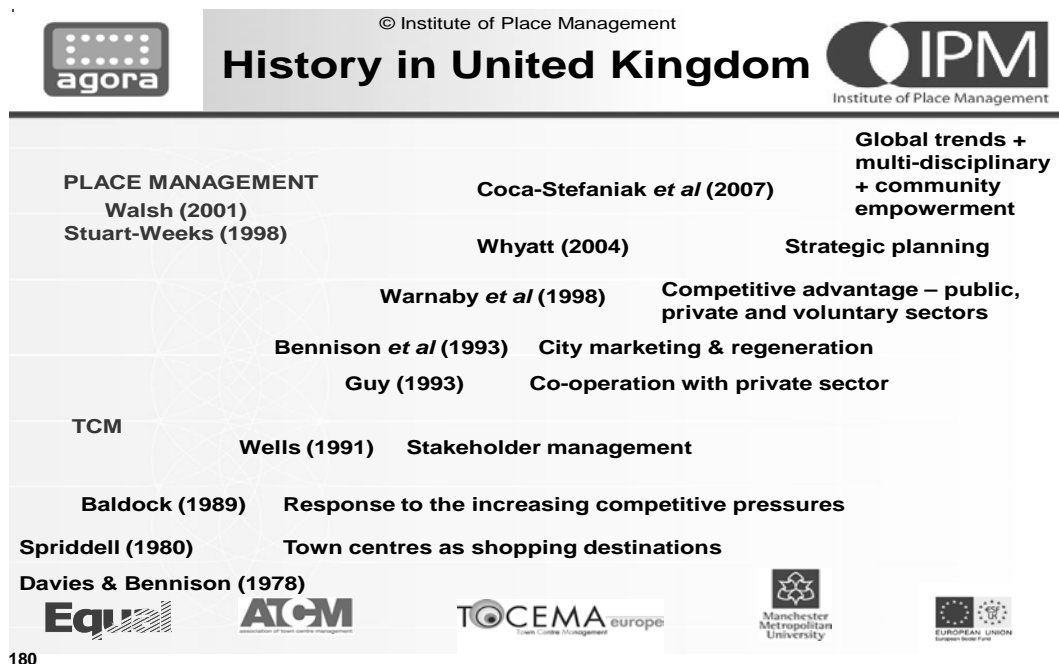 © Institute of Place Management
agora
History in United Kingdom
IPM
Institute of Place Management
Global trends +
multi-disciplinary
+ community
empowerment
PLACE MANAGEMENT
Walsh (2001)
Stuart-Weeks (1998)
Coca-Stefaniak et al (2007)
Whyatt (2004) Strategic planning
Warnaby et al (1998) Competitive advantage – public,
private and voluntary sectors
Bennison et al (1993) City marketing & regeneration
Guy (1993) Co-operation with private sector
TCM
Wells (1991) Stakeholder management
Baldock (1989) Response to the increasing competitive pressures
Spriddell (1980) Town centres as shopping destinations
Davies & Bennison (1978)
Equal
ATCM
association of town centre management
TOCEMA europe
Town Centre Management
Manchester
Metropolitan
University
esf
UK
EUROPEAN UNION
European Social Fund
180